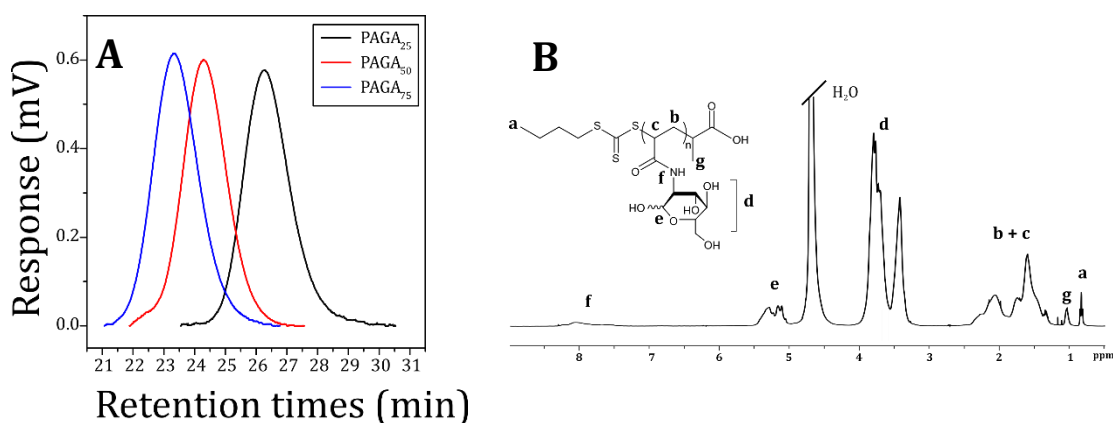 A
PAGA25
PAGA50
PAGA75
Response (mV)
0.6
0.4
0.2
0.0
21 22 23 24 25 26 27 28 29 30 31
Retention times (min)
B
H2O
a
S
S
S
c
b
n
O
OH
g
O
NH
f
OH
HO
HO
HO
O
e
OH
d
f
e
d
b + c
g
a
8 7 6 5 4 3 2 1 ppm